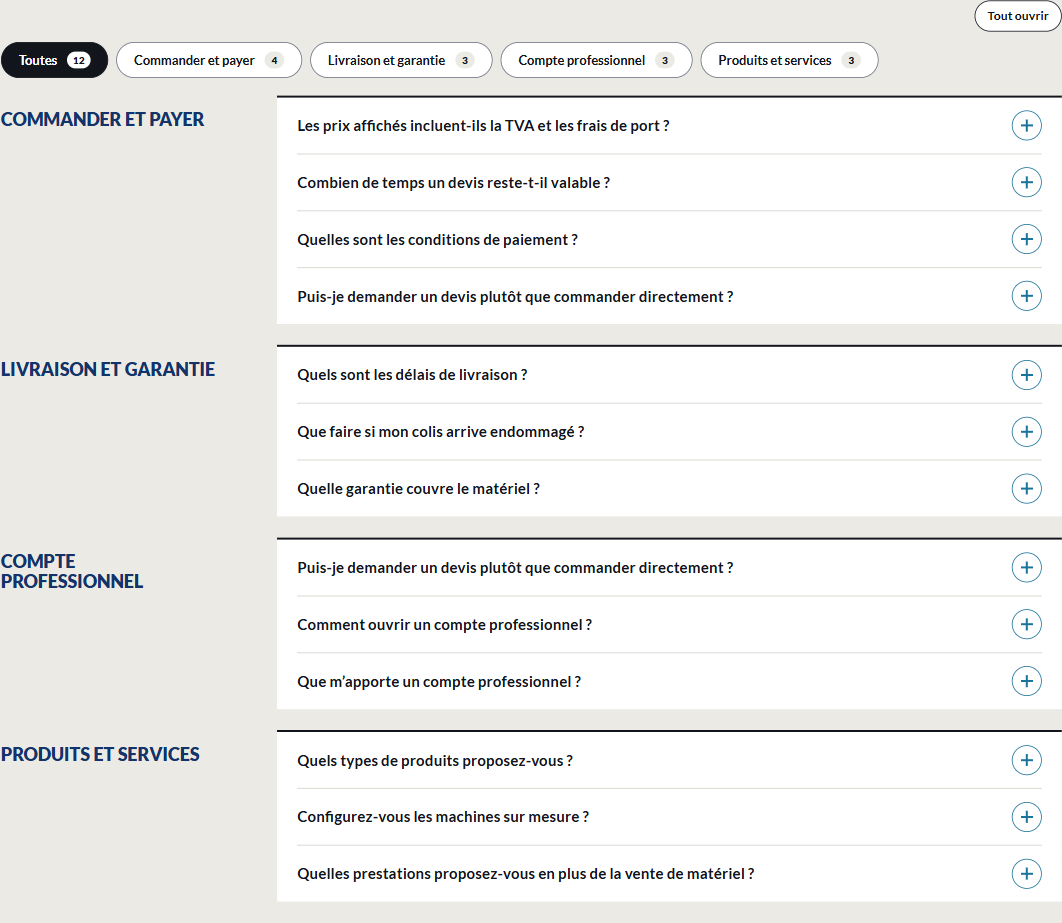 Tout ouvrir
Toutes 12
Commander et payer 4
Livraison et garantie 3
Compte professionnel 3
Produits et services 3
COMMANDER ET PAYER
Les prix affichés incluent-ils la TVA et les frais de port ?
Combien de temps un devis reste-t-il valable ?
Quelles sont les conditions de paiement ?
Puis-je demander un devis plutôt que commander directement ?
LIVRAISON ET GARANTIE
Quels sont les délais de livraison ?
Que faire si mon colis arrive endommagé ?
Quelle garantie couvre le matériel ?
COMPTE
PROFESSIONNEL
Puis-je demander un devis plutôt que commander directement ?
Comment ouvrir un compte professionnel ?
Que m’apporte un compte professionnel ?
PRODUITS ET SERVICES
Quels types de produits proposez-vous ?
Configurez-vous les machines sur mesure ?
Quelles prestations proposez-vous en plus de la vente de matériel ?